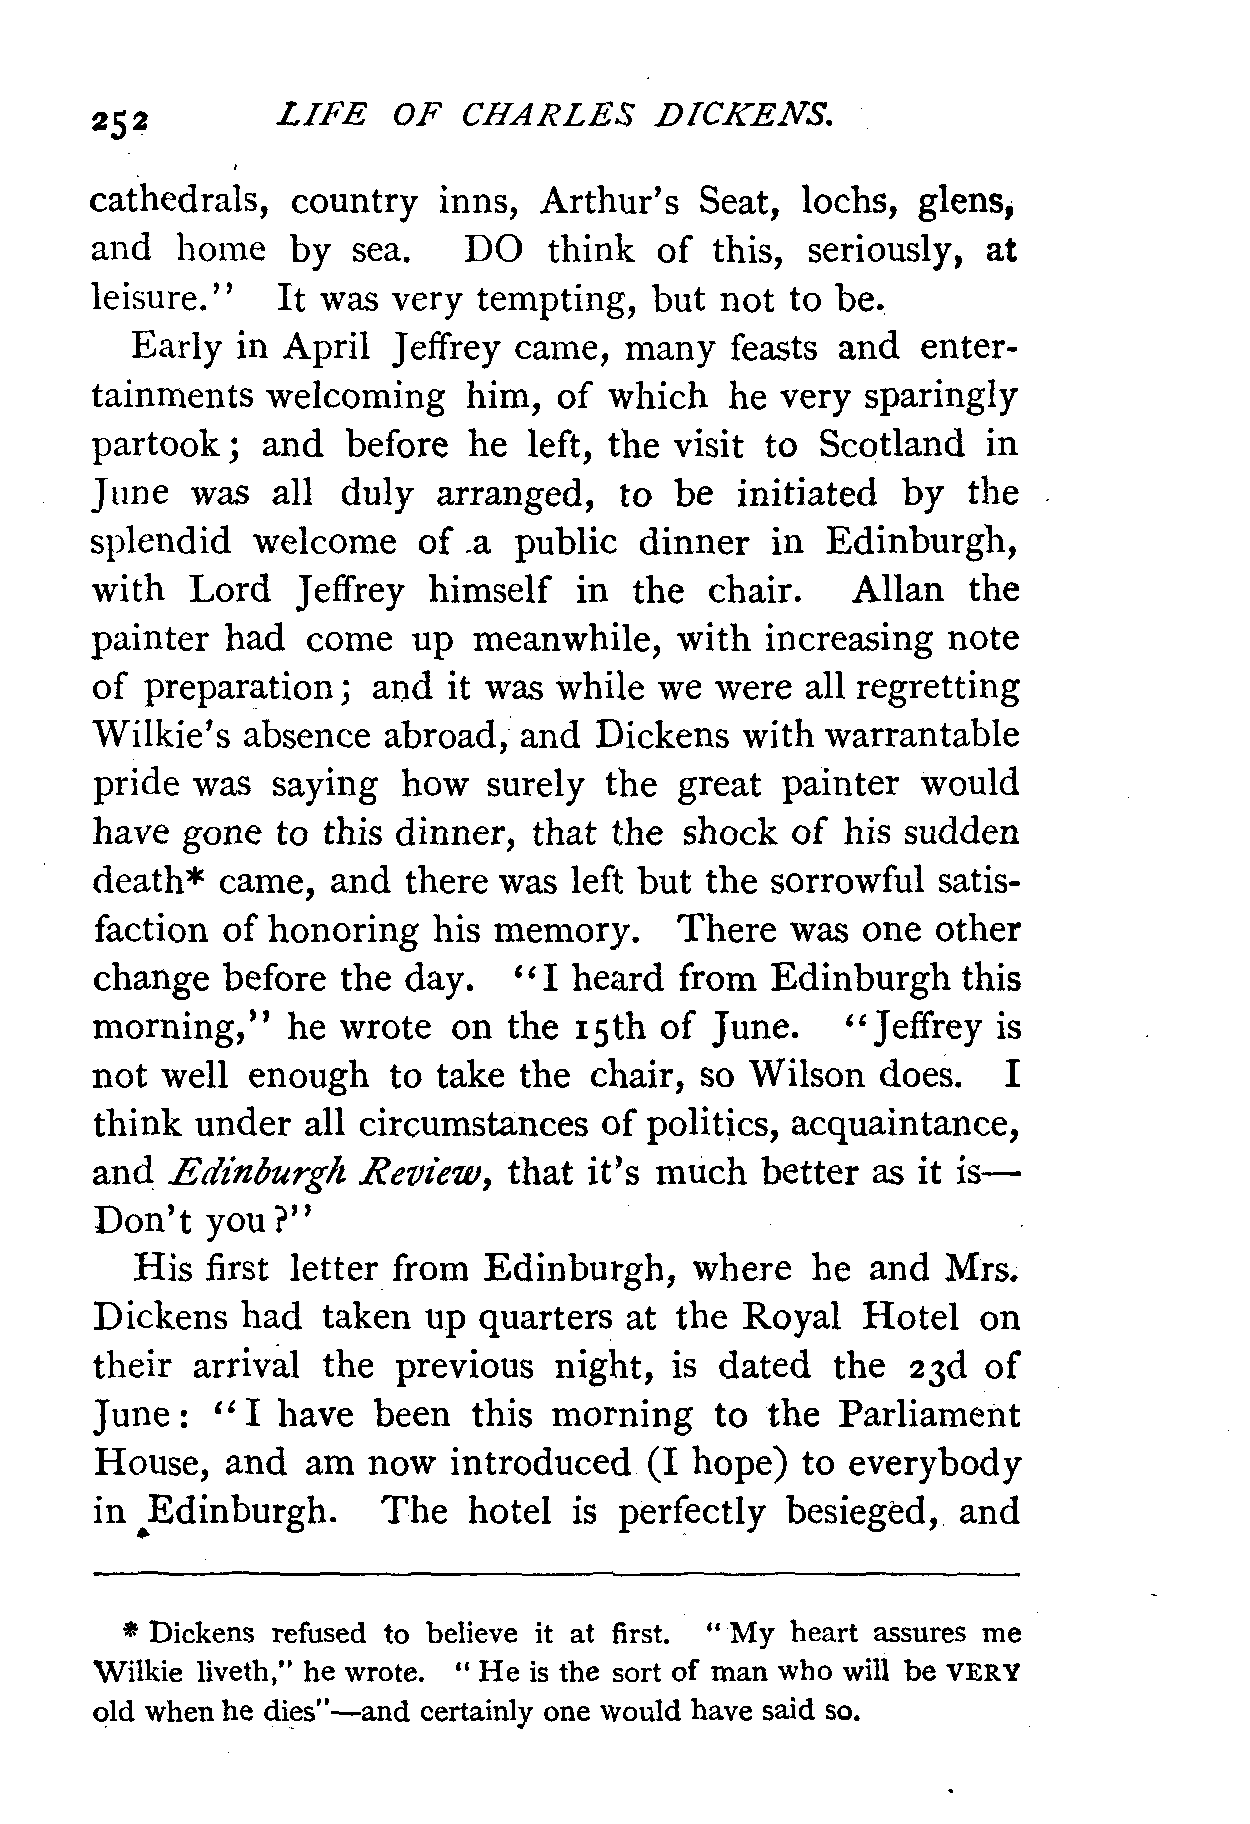 252 LIFE OF CHARLES DICKENS.
cathedrals, country inns, Arthur's Seat, lochs, glens,
and home by sea. DO think of this, seriously, at
leisure." It was very tempting, but not to be.
Early in April Jeffrey came, many feasts and enter-
tainments welcoming him, of which he very sparingly
partook; and before he left, the visit to Scotland in
June was all duly arranged, to be initiated by the
splendid welcome of a public dinner in Edinburgh,
with Lord Jeffrey himself in the chair. Allan the
painter had come up meanwhile, with increasing note
of preparation; and it was while we were all regretting
Wilkie's absence abroad, and Dickens with warrantable
pride was saying how surely the great painter would
have gone to this dinner, that the shock of his sudden
death* came, and there was left but the sorrowful satis-
faction of honoring his memory. There was one other
change before the day. "I heard from Edinburgh this
morning," he wrote on the 15th of June. "Jeffrey is
not well enough to take the chair, so Wilson does. I
think under all circumstances of politics, acquaintance,
and Edinburgh Review, that it's much better as it is—
Don't you?"
His first letter from Edinburgh, where he and Mrs.
Dickens had taken up quarters at the Royal Hotel on
their arrival the previous night, is dated the 23d of
June: "I have been this morning to the Parliament
House, and am now introduced (I hope) to everybody
in Edinburgh. The hotel is perfectly besieged, and
* Dickens refused to believe it at first. "My heart assures me
Wilkie liveth," he wrote. "He is the sort of man who will be VERY
old when he dies"—and certainly one would have said so.